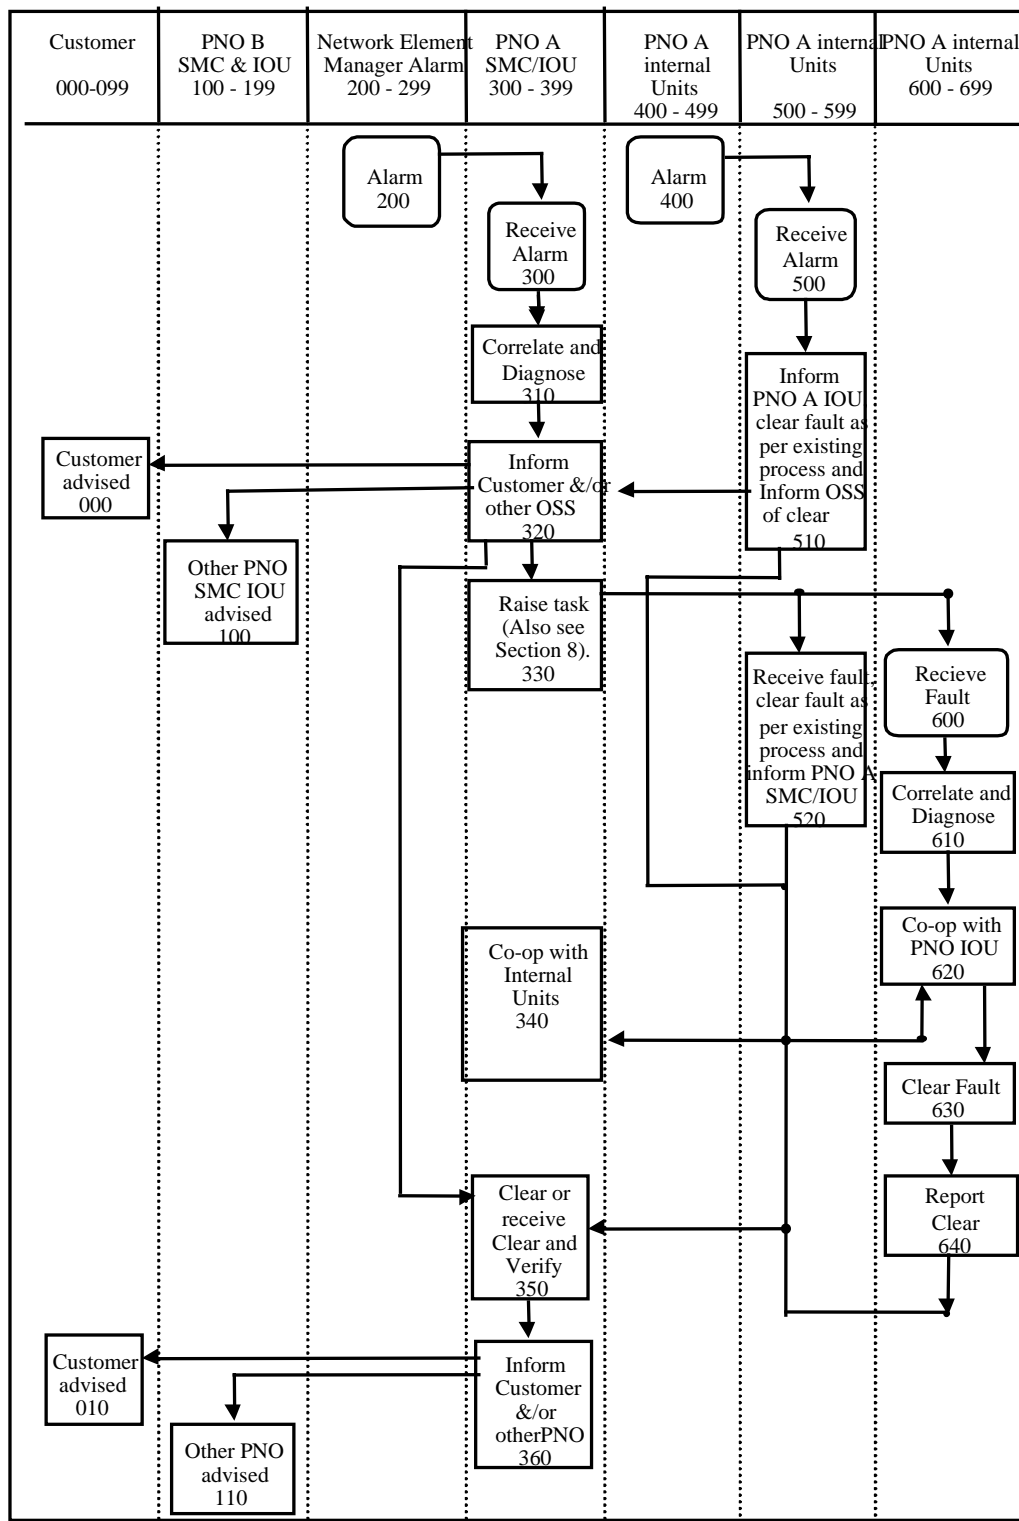 Customer
000-099
PNO B
SMC & IOU
100 - 199
Network Element
Manager Alarm
200 - 299
PNO A
SMC/IOU
300 - 399
PNO A
internal
Units
400 - 499
PNO A internal
Units
500 - 599
PNO A internal
Units
600 - 699
Alarm
200
Receive
Alarm
300
Alarm
400
Receive
Alarm
500
Correlate and
Diagnose
310
Inform
PNO A IOU,
clear fault as
per existing
process and
Inform OSS
of clear
510
Customer
advised
000
Inform
Customer &/or
other OSS
320
Other PNO
SMC IOU
advised
100
Raise task
(Also see
Section 8).
330
Receive fault,
clear fault as
per existing
process and
inform PNO A
SMC/IOU
520
Recieve
Fault
600
Correlate and
Diagnose
610
Co-op with
PNO IOU
620
Co-op with
Internal
Units
340
Clear Fault
630
Clear or
receive
Clear and
Verify
350
Report
Clear
640
Customer
advised
010
Inform
Customer
&/or
otherPNO
360
Other PNO
advised
110